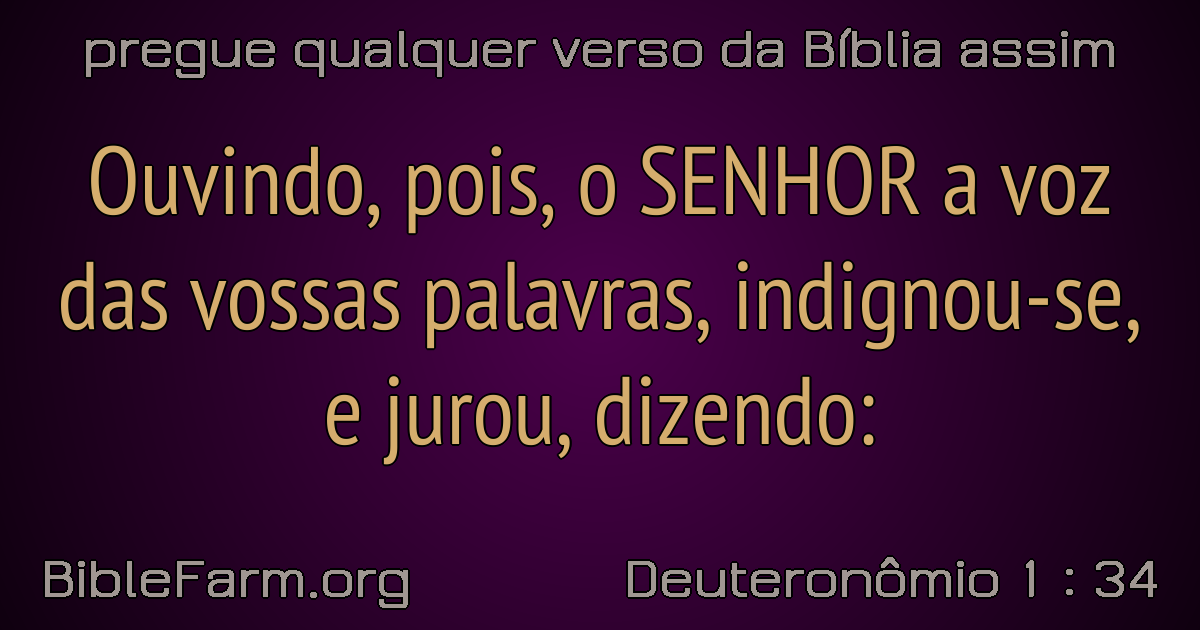 pregue qualquer verso da Bíblia assim
Ouvindo, pois, o SENHOR a voz
das vossas palavras, indignou-se,
e jurou, dizendo:
BibleFarm.org
Deuteronômio 1 : 34